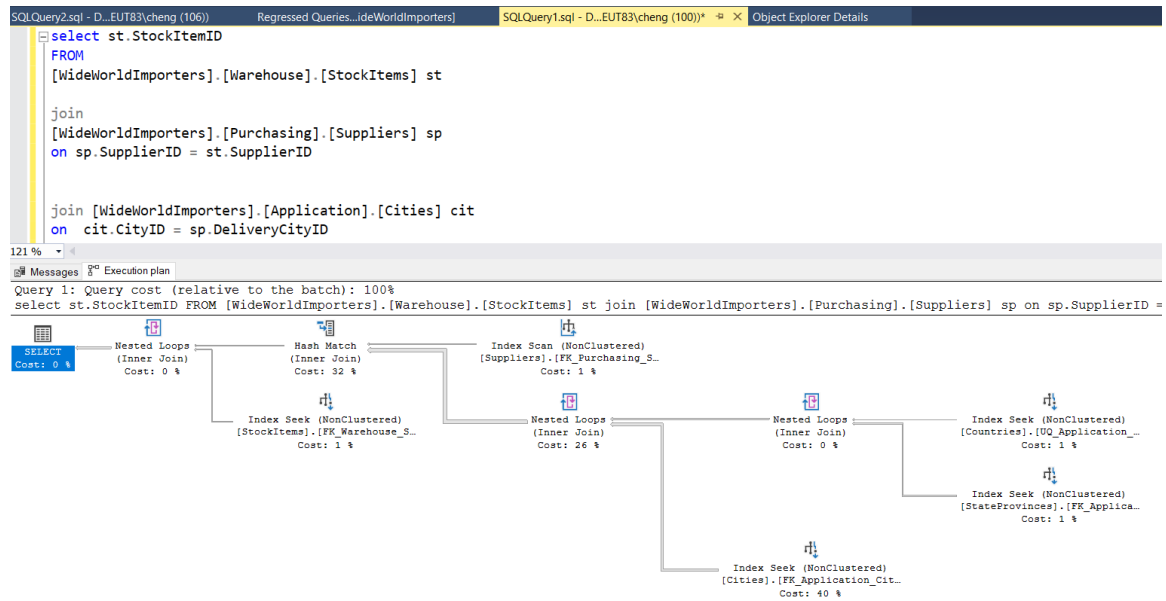 SQLQuery2.sql - D...EUT83\cheng (106))
Regressed Queries...ideWorldImporters]
SQLQuery1.sql - D...EUT83\cheng (100))*
Object Explorer Details
select st.StockItemID
FROM
[WideWorldImporters].[Warehouse].[StockItems] st
join
[WideWorldImporters].[Purchasing].[Suppliers] sp
on sp.SupplierID = st.SupplierID
join [WideWorldImporters].[Application].[Cities] cit
on cit.CityID = sp.DeliveryCityID
121 %
Messages
Execution plan
Query 1: Query cost (relative to the batch): 100%
select st.StockItemID FROM [WideWorldImporters].[Warehouse].[StockItems] st join [WideWorldImporters].[Purchasing].[Suppliers] sp on sp.SupplierID =
SELECT
Cost: 0 %
Nested Loops
(Inner Join)
Cost: 0 %
Hash Match
(Inner Join)
Cost: 32 %
Index Scan (NonClustered)
[Suppliers].[FK_Purchasing_S...
Cost: 1 %
Index Seek (NonClustered)
[StockItems].[FK_Warehouse_S...
Cost: 1 %
Nested Loops
(Inner Join)
Cost: 26 %
Nested Loops
(Inner Join)
Cost: 0 %
Index Seek (NonClustered)
[Countries].[UQ_Application_...
Cost: 1 %
Index Seek (NonClustered)
[StateProvinces].[FK_Applica...
Cost: 1 %
Index Seek (NonClustered)
[Cities].[FK_Application_Cit...
Cost: 40 %